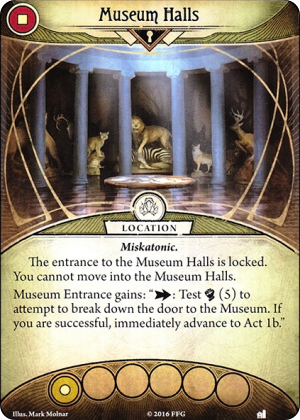 Museum Halls
LOCATION
Miskatonic.
The entrance to the Museum Halls is locked.
You cannot move into the Museum Halls.
Museum Entrance gains: “ : Test (5) to
attempt to break down the door to the Museum. If
you are successful, immediately advance to Act 1b.”
Illus. Mark Molnar
© 2016 FFG